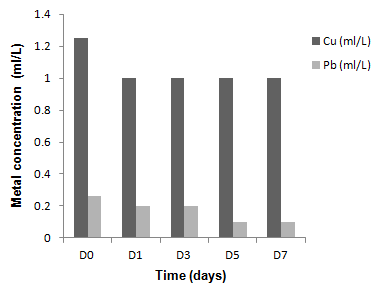 1.4
1.2
1
0.8
0.6
0.4
0.2
0
Metal concentration (ml/L)
D0 D1 D3 D5 D7
Time (days)
Cu (ml/L)
Pb (ml/L)